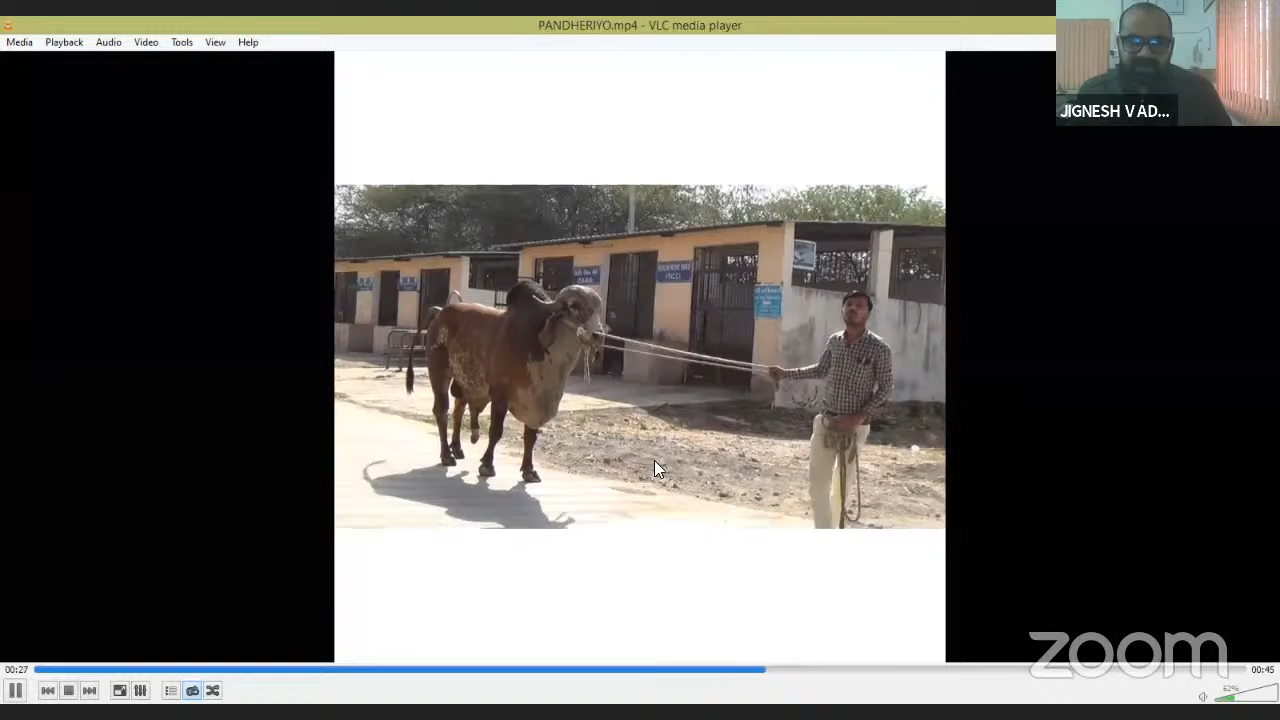 PANDHERIYO.mp4 - VLC media player
Media Playback Audio Video Tools View Help
JIGNESH V AD...
00:27
00:45
62%
zoom